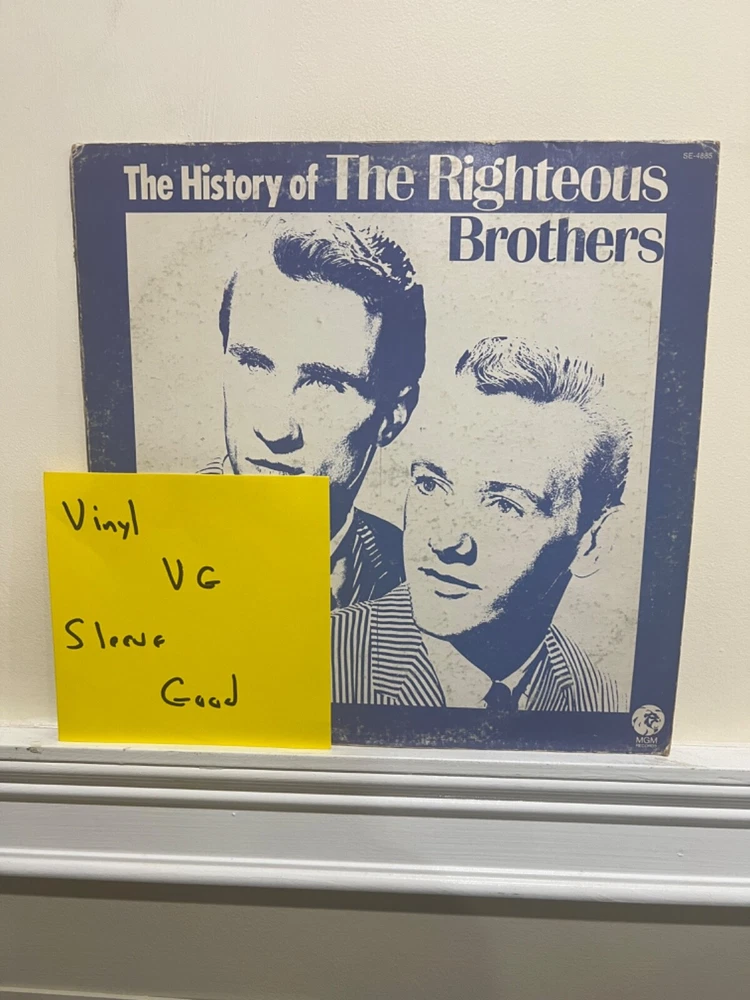 SE-4885
The History of The Righteous
Brothers
Vinyl
VG
Sleeve
Good
MGM
RECORDS